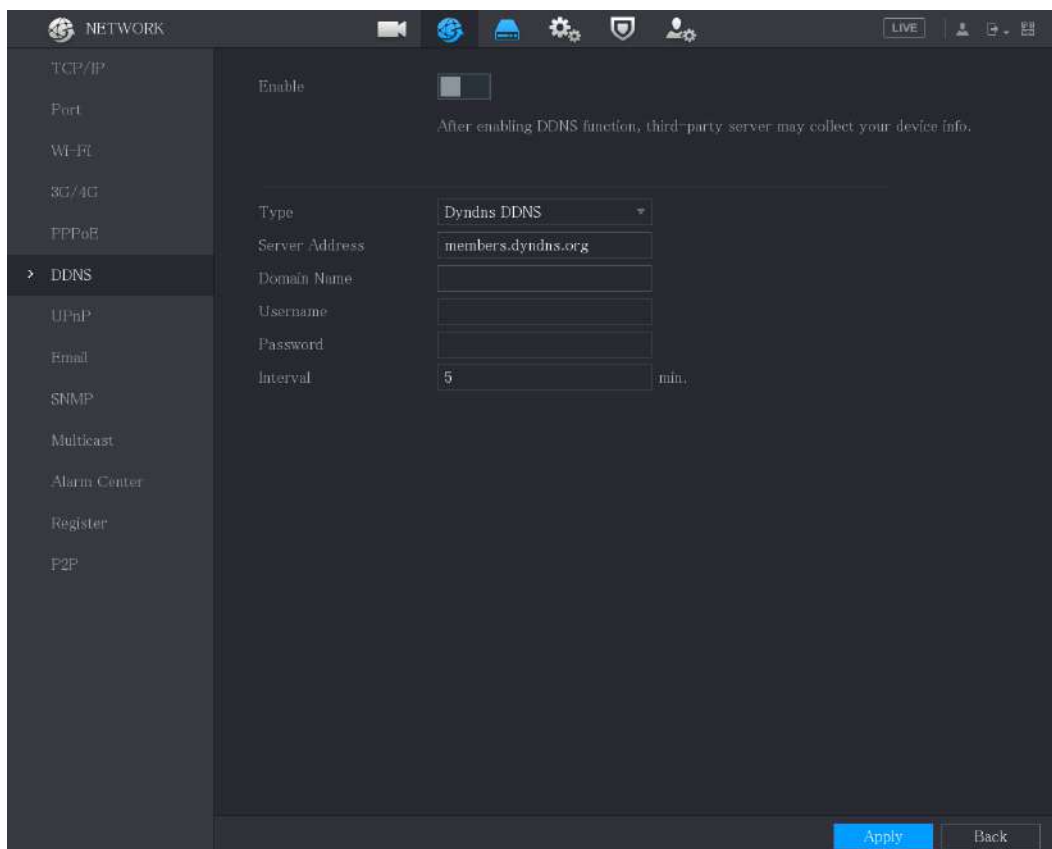 NETWORK
LIVE
TCP/IP
Port
Wi-Fi
3G/4G
PPPoE
DDNS
UPnP
Email
SNMP
Multicast
Alarm Center
Register
P2P
Enable
After enabling DDNS function, third-party server may collect your device info.
Type Dyndns DDNS
Server Address members.dyndns.org
Domain Name
Username
Password
Interval 5 min.
Apply Back